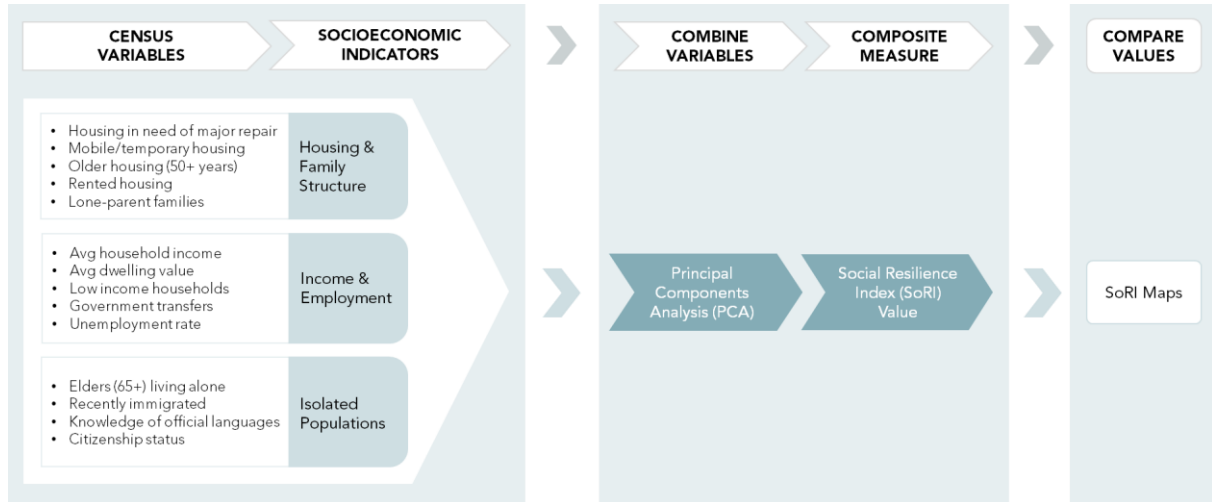 CENSUS
VARIABLES
SOCIOECONOMIC
INDICATORS
COMBINE
VARIABLES
COMPOSITE
MEASURE
COMPARE
VALUES
• Housing in need of major repair
• Mobile/temporary housing
• Older housing (50+ years)
• Rented housing
• Lone-parent families
Housing &
Family
Structure
• Avg household income
• Avg dwelling value
• Low income households
• Government transfers
• Unemployment rate
Income &
Employment
• Elders (65+) living alone
• Recently immigrated
• Knowledge of official languages
• Citizenship status
Isolated
Populations
Principal
Components
Analysis (PCA)
Social Resilience
Index (SoRI)
Value
SoRI Maps